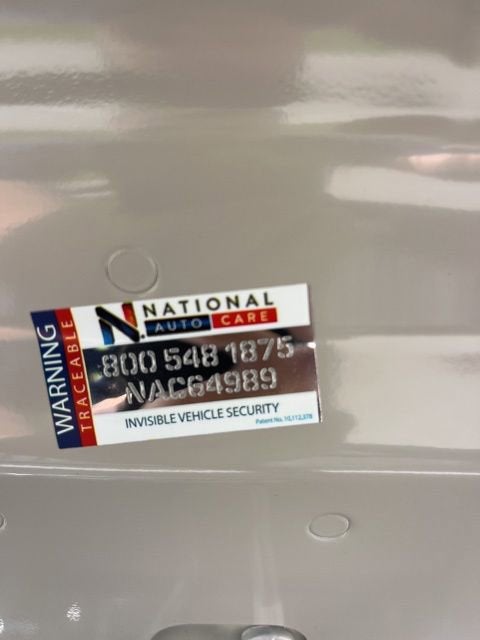 WARNING
TRACEABLE
N. NATIONAL
AUTO CARE
800 548 1875
NAC64989
INVISIBLE VEHICLE SECURITY
Patent No. 10,112,378